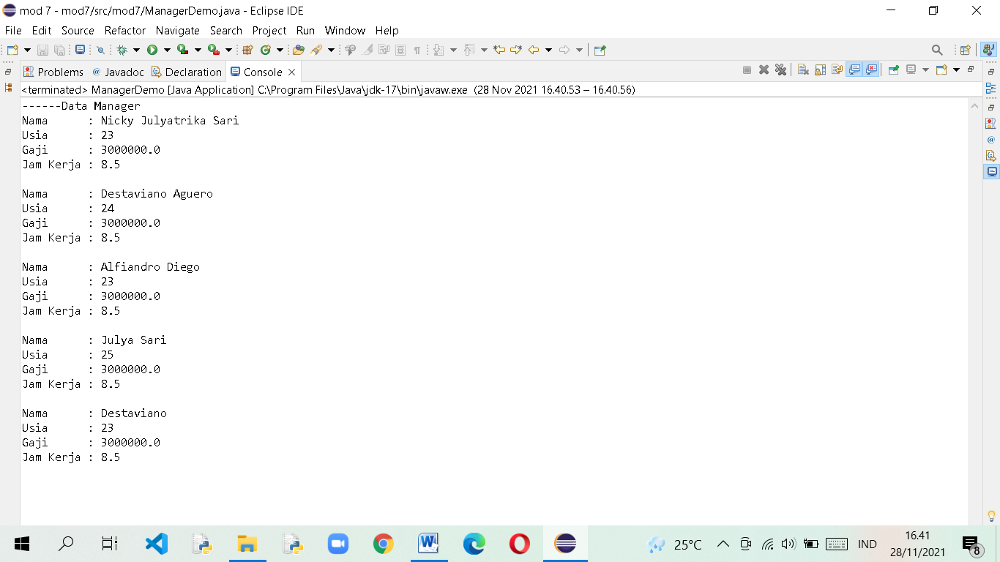 mod 7 - mod7/src/mod7/ManagerDemo.java - Eclipse IDE
File Edit Source Refactor Navigate Search Project Run Window Help
Problems @ Javadoc Declaration Console
<terminated> ManagerDemo [Java Application] C:\Program Files\Java\jdk-17\bin\javaw.exe (28 Nov 2021 16.40.53 – 16.40.56)
------Data Manager
Nama      : Nicky Julyatrika Sari
Usia      : 23
Gaji      : 3000000.0
Jam Kerja : 8.5

Nama      : Destaviano Aguero
Usia      : 24
Gaji      : 3000000.0
Jam Kerja : 8.5

Nama      : Alfiandro Diego
Usia      : 23
Gaji      : 3000000.0
Jam Kerja : 8.5

Nama      : Julya Sari
Usia      : 25
Gaji      : 3000000.0
Jam Kerja : 8.5

Nama      : Destaviano
Usia      : 23
Gaji      : 3000000.0
Jam Kerja : 8.5
25°C IND 16.41
28/11/2021 8